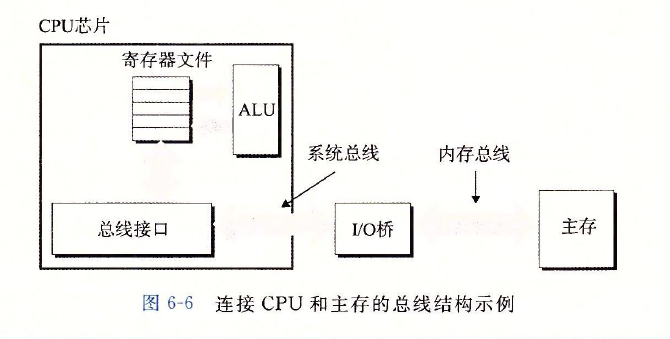 CPU芯片
寄存器文件
ALU
系统总线
内存总线
总线接口
I/O桥
主存
图 6-6 连接 CPU 和主存的总线结构示例